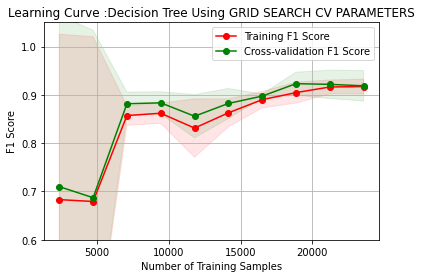 Learning Curve :Decision Tree Using GRID SEARCH CV PARAMETERS
Training F1 Score
Cross-validation F1 Score
F1 Score
1.0
0.9
0.8
0.7
0.6
5000 10000 15000 20000
Number of Training Samples